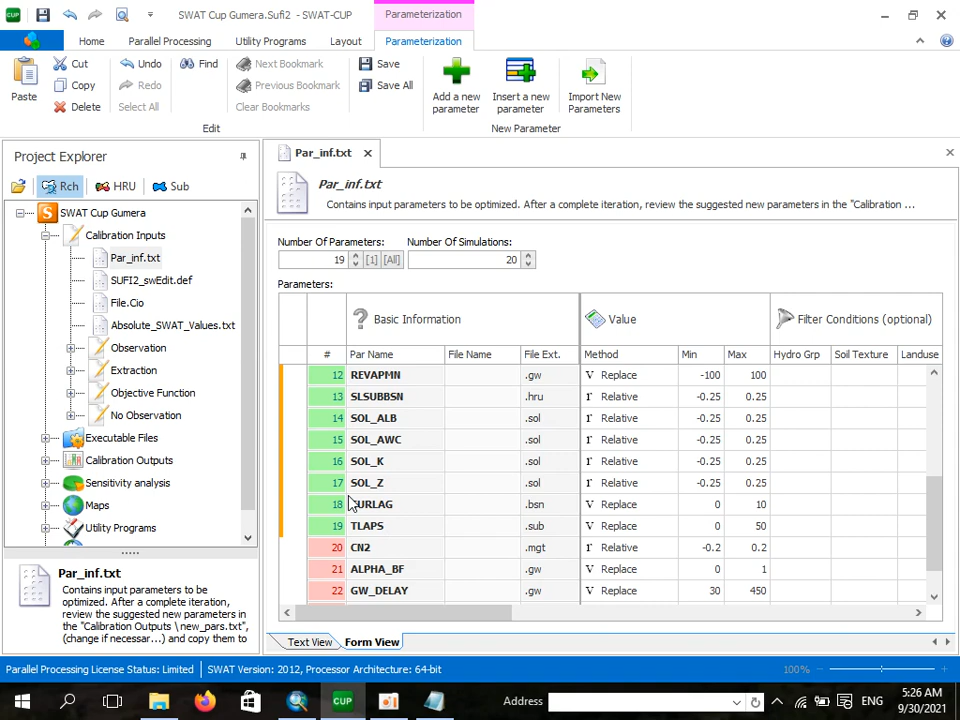 CUP
SWAT Cup Gumera.Sufi2 - SWAT-CUP
Parameterization
Home
Parallel Processing
Utility Programs
Layout
Parameterization
Paste
Cut
Copy
Delete
Undo
Redo
Select All
Find
Next Bookmark
Previous Bookmark
Clear Bookmarks
Save
Save All
Add a new
parameter
Insert a new
parameter
Import New
Parameters
Edit
New Parameter
Project Explorer
Rch
HRU
Sub
SWAT Cup Gumera
Calibration Inputs
Par_inf.txt
SUFI2_swEdit.def
File.Cio
Absolute_SWAT_Values.txt
Observation
Extraction
Objective Function
No Observation
Executable Files
Calibration Outputs
Sensitivity analysis
Maps
Utility Programs
Par_inf.txt
Contains input parameters to be
optimized. After a complete iteration,
review the suggested new parameters in
the "Calibration Outputs \new_pars.txt",
(change if necessar...) and copy them to
Par_inf.txt
Par_inf.txt
Contains input parameters to be optimized. After a complete iteration, review the suggested new parameters in the "Calibration Outputs ...
Number Of Parameters:
Number Of Simulations:
19
[1] [All]
20
Parameters:
Basic Information
Value
Filter Conditions (optional)
# Par Name File Name File Ext. Method Min Max Hydro Grp Soil Texture Landuse
12 REVAPMN .gw V Replace -100 100
13 SLSUBBSN .hru r Relative -0.25 0.25
14 SOL_ALB .sol r Relative -0.25 0.25
15 SOL_AWC .sol r Relative -0.25 0.25
16 SOL_K .sol r Relative -0.25 0.25
17 SOL_Z .sol r Relative -0.25 0.25
18 SURLAG .bsn V Replace 0 10
19 TLAPS .sub V Replace 0 50
20 CN2 .mgt r Relative -0.2 0.2
21 ALPHA_BF .gw V Replace 0 1
22 GW_DELAY .gw V Replace 30 450
Text View
Form View
Parallel Processing License Status: Limited
SWAT Version: 2012, Processor Architecture: 64-bit
100%
CUP
Address
ENG
5:26 AM
9/30/2021